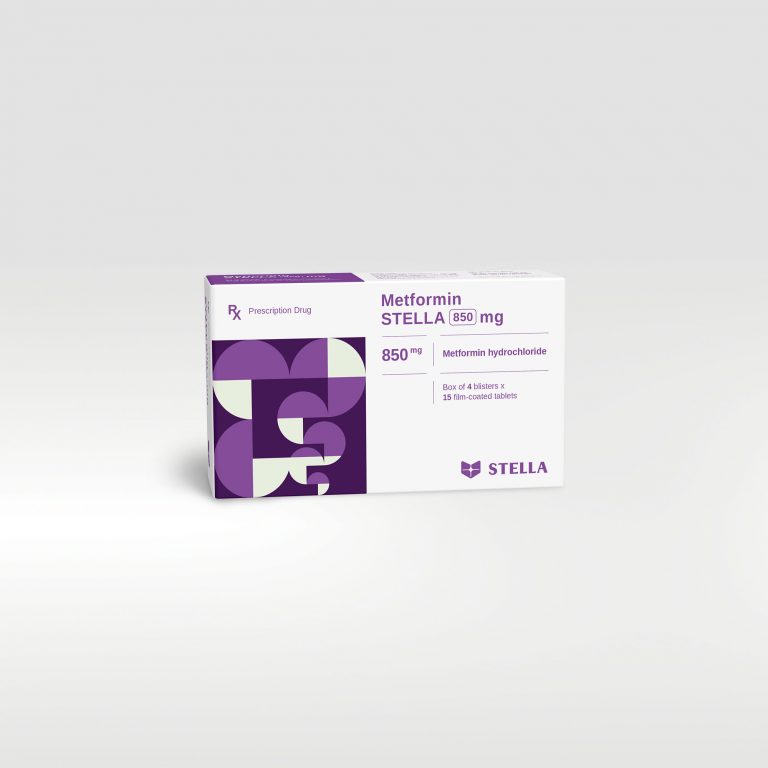 Rx Prescription Drug
Metformin
STELLA 850 mg
850 mg
Metformin hydrochloride
Box of 4 blisters x
15 film-coated tablets
STELLA